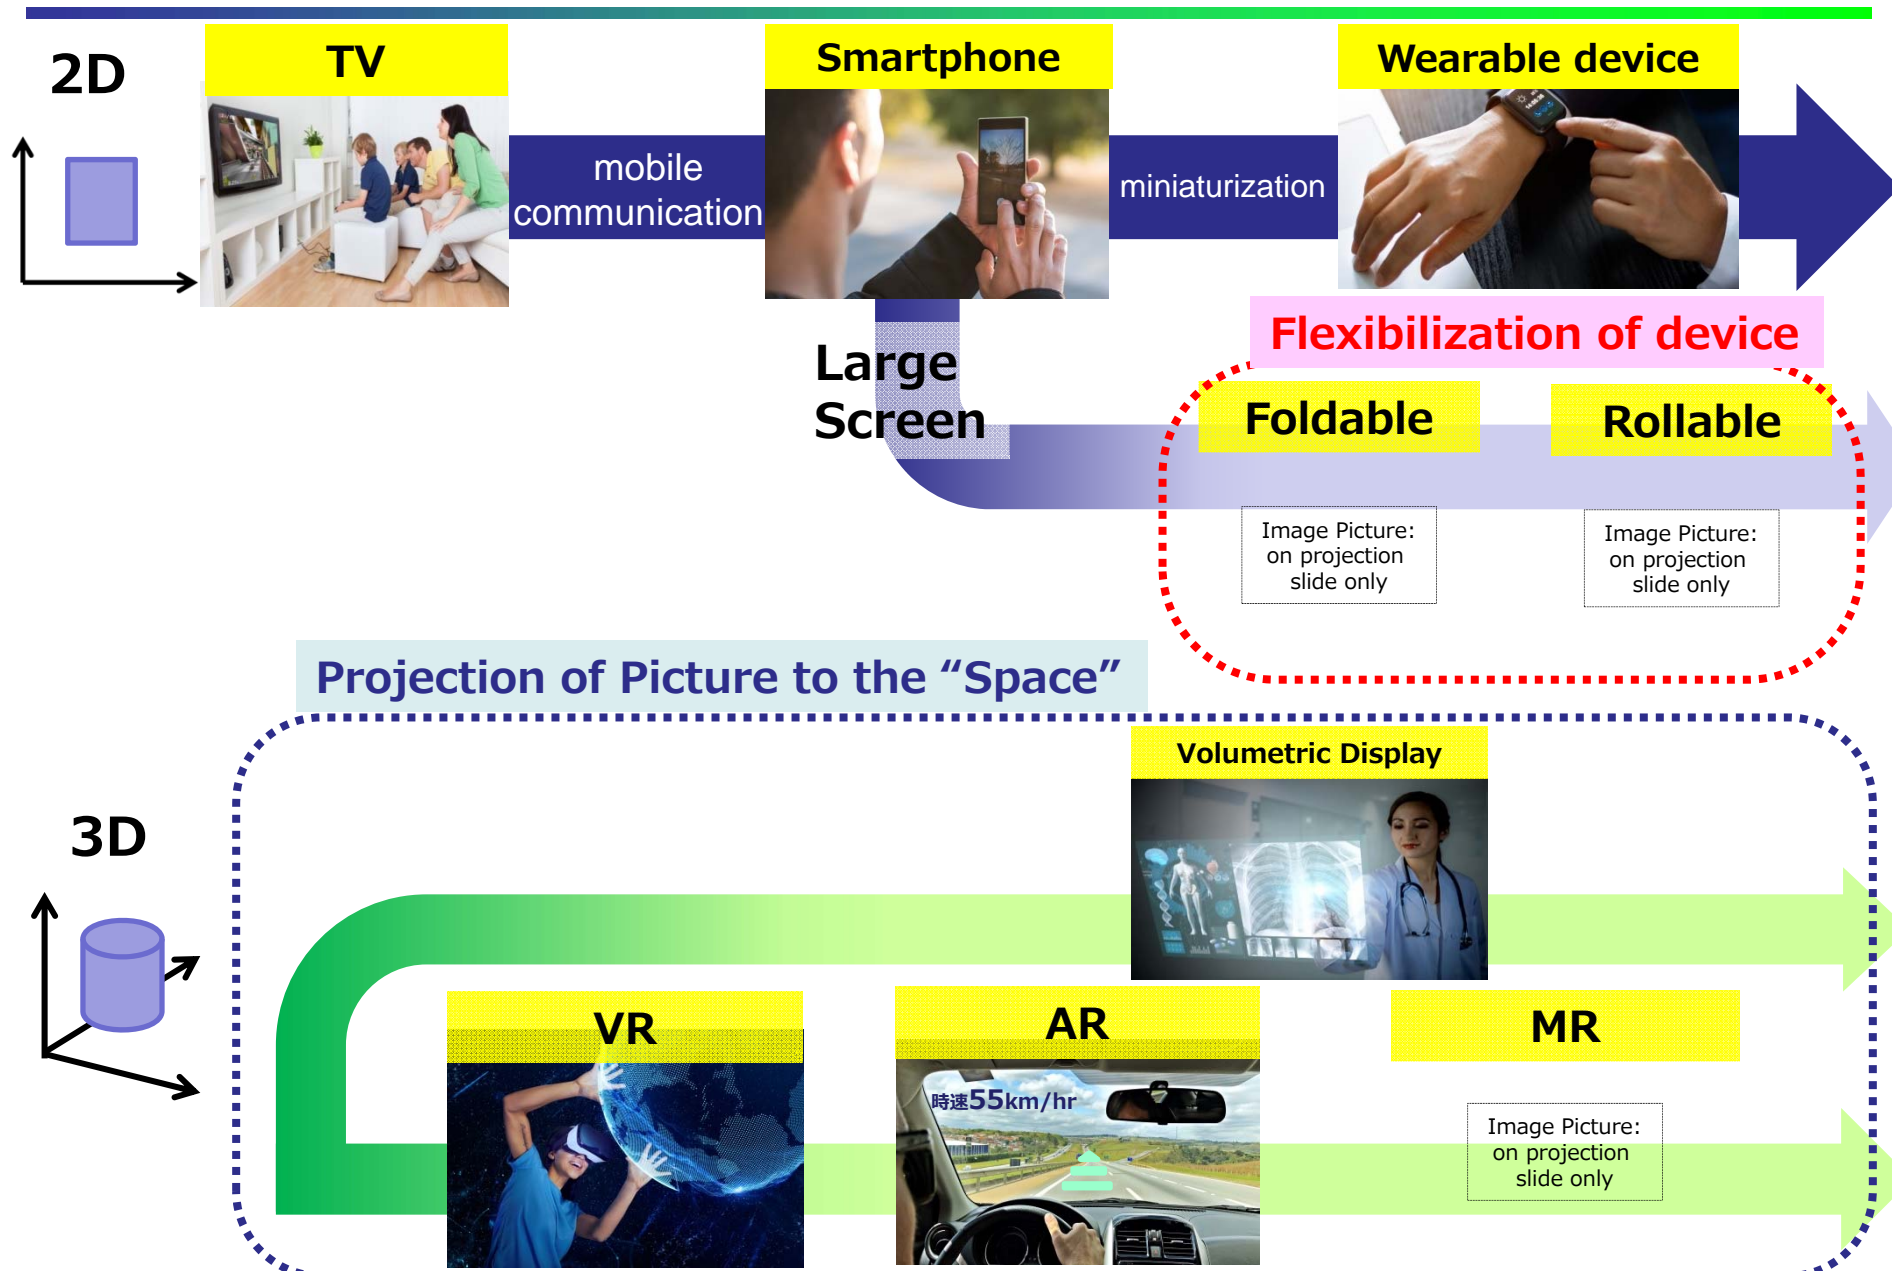 2D
TV
Smartphone
Wearable device
mobile
communication
miniaturization
Large
Screen
Flexibilization of device
Foldable
Rollable
Image Picture:
on projection
slide only
Image Picture:
on projection
slide only
Projection of Picture to the “Space”
Volumetric Display
3D
VR
AR
MR
時速55km/hr
Image Picture:
on projection
slide only